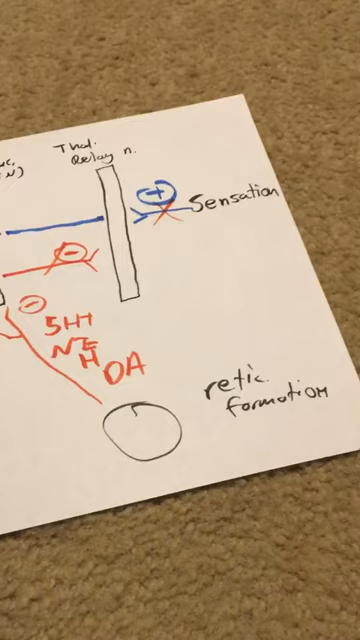 Thal.
Relay n.
N)
+
Sensation
-
-
5HT
NE
H
DA
retic.
formation